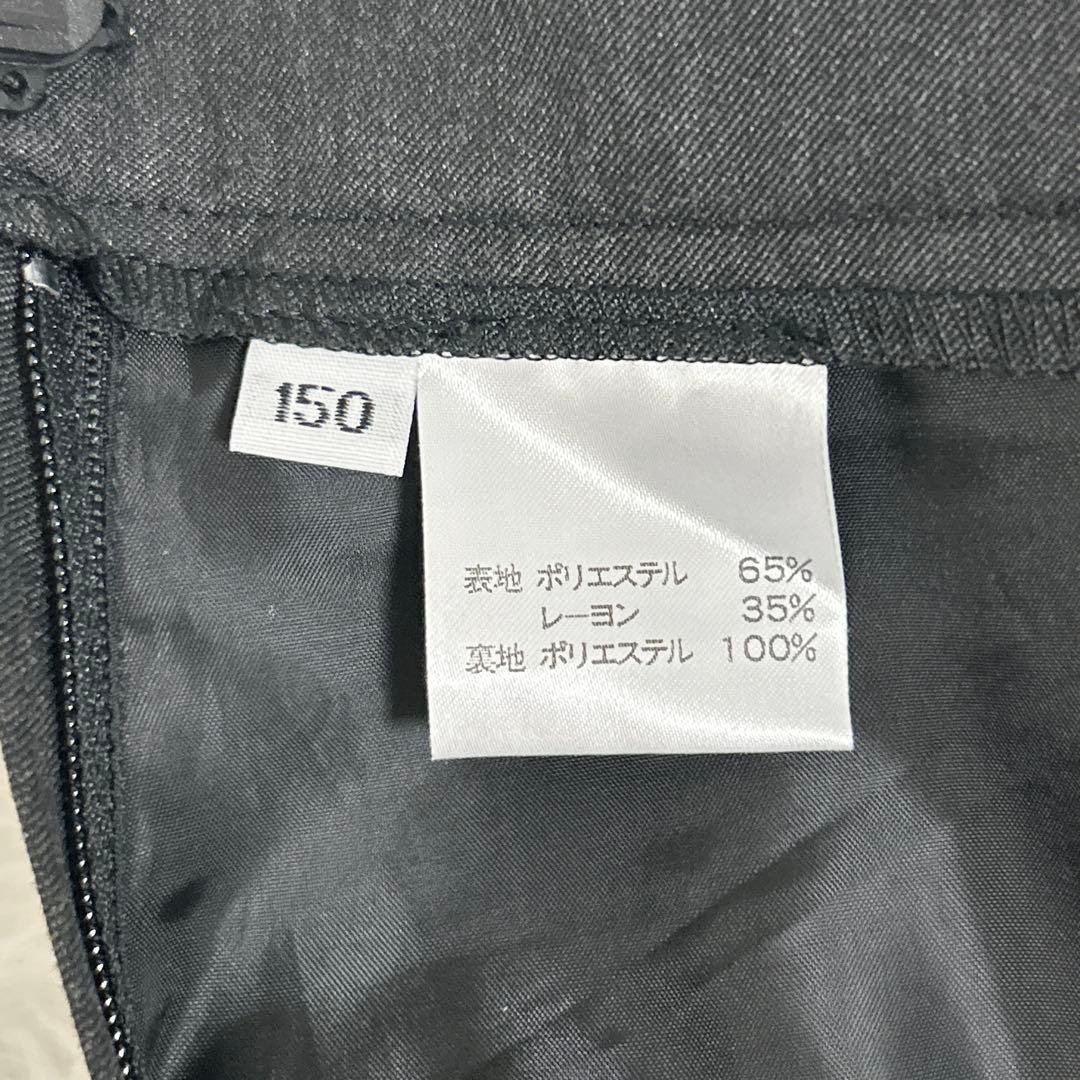 150
表地 ポリエステル 65%
レーヨン 35%
裏地 ポリエステル 100%